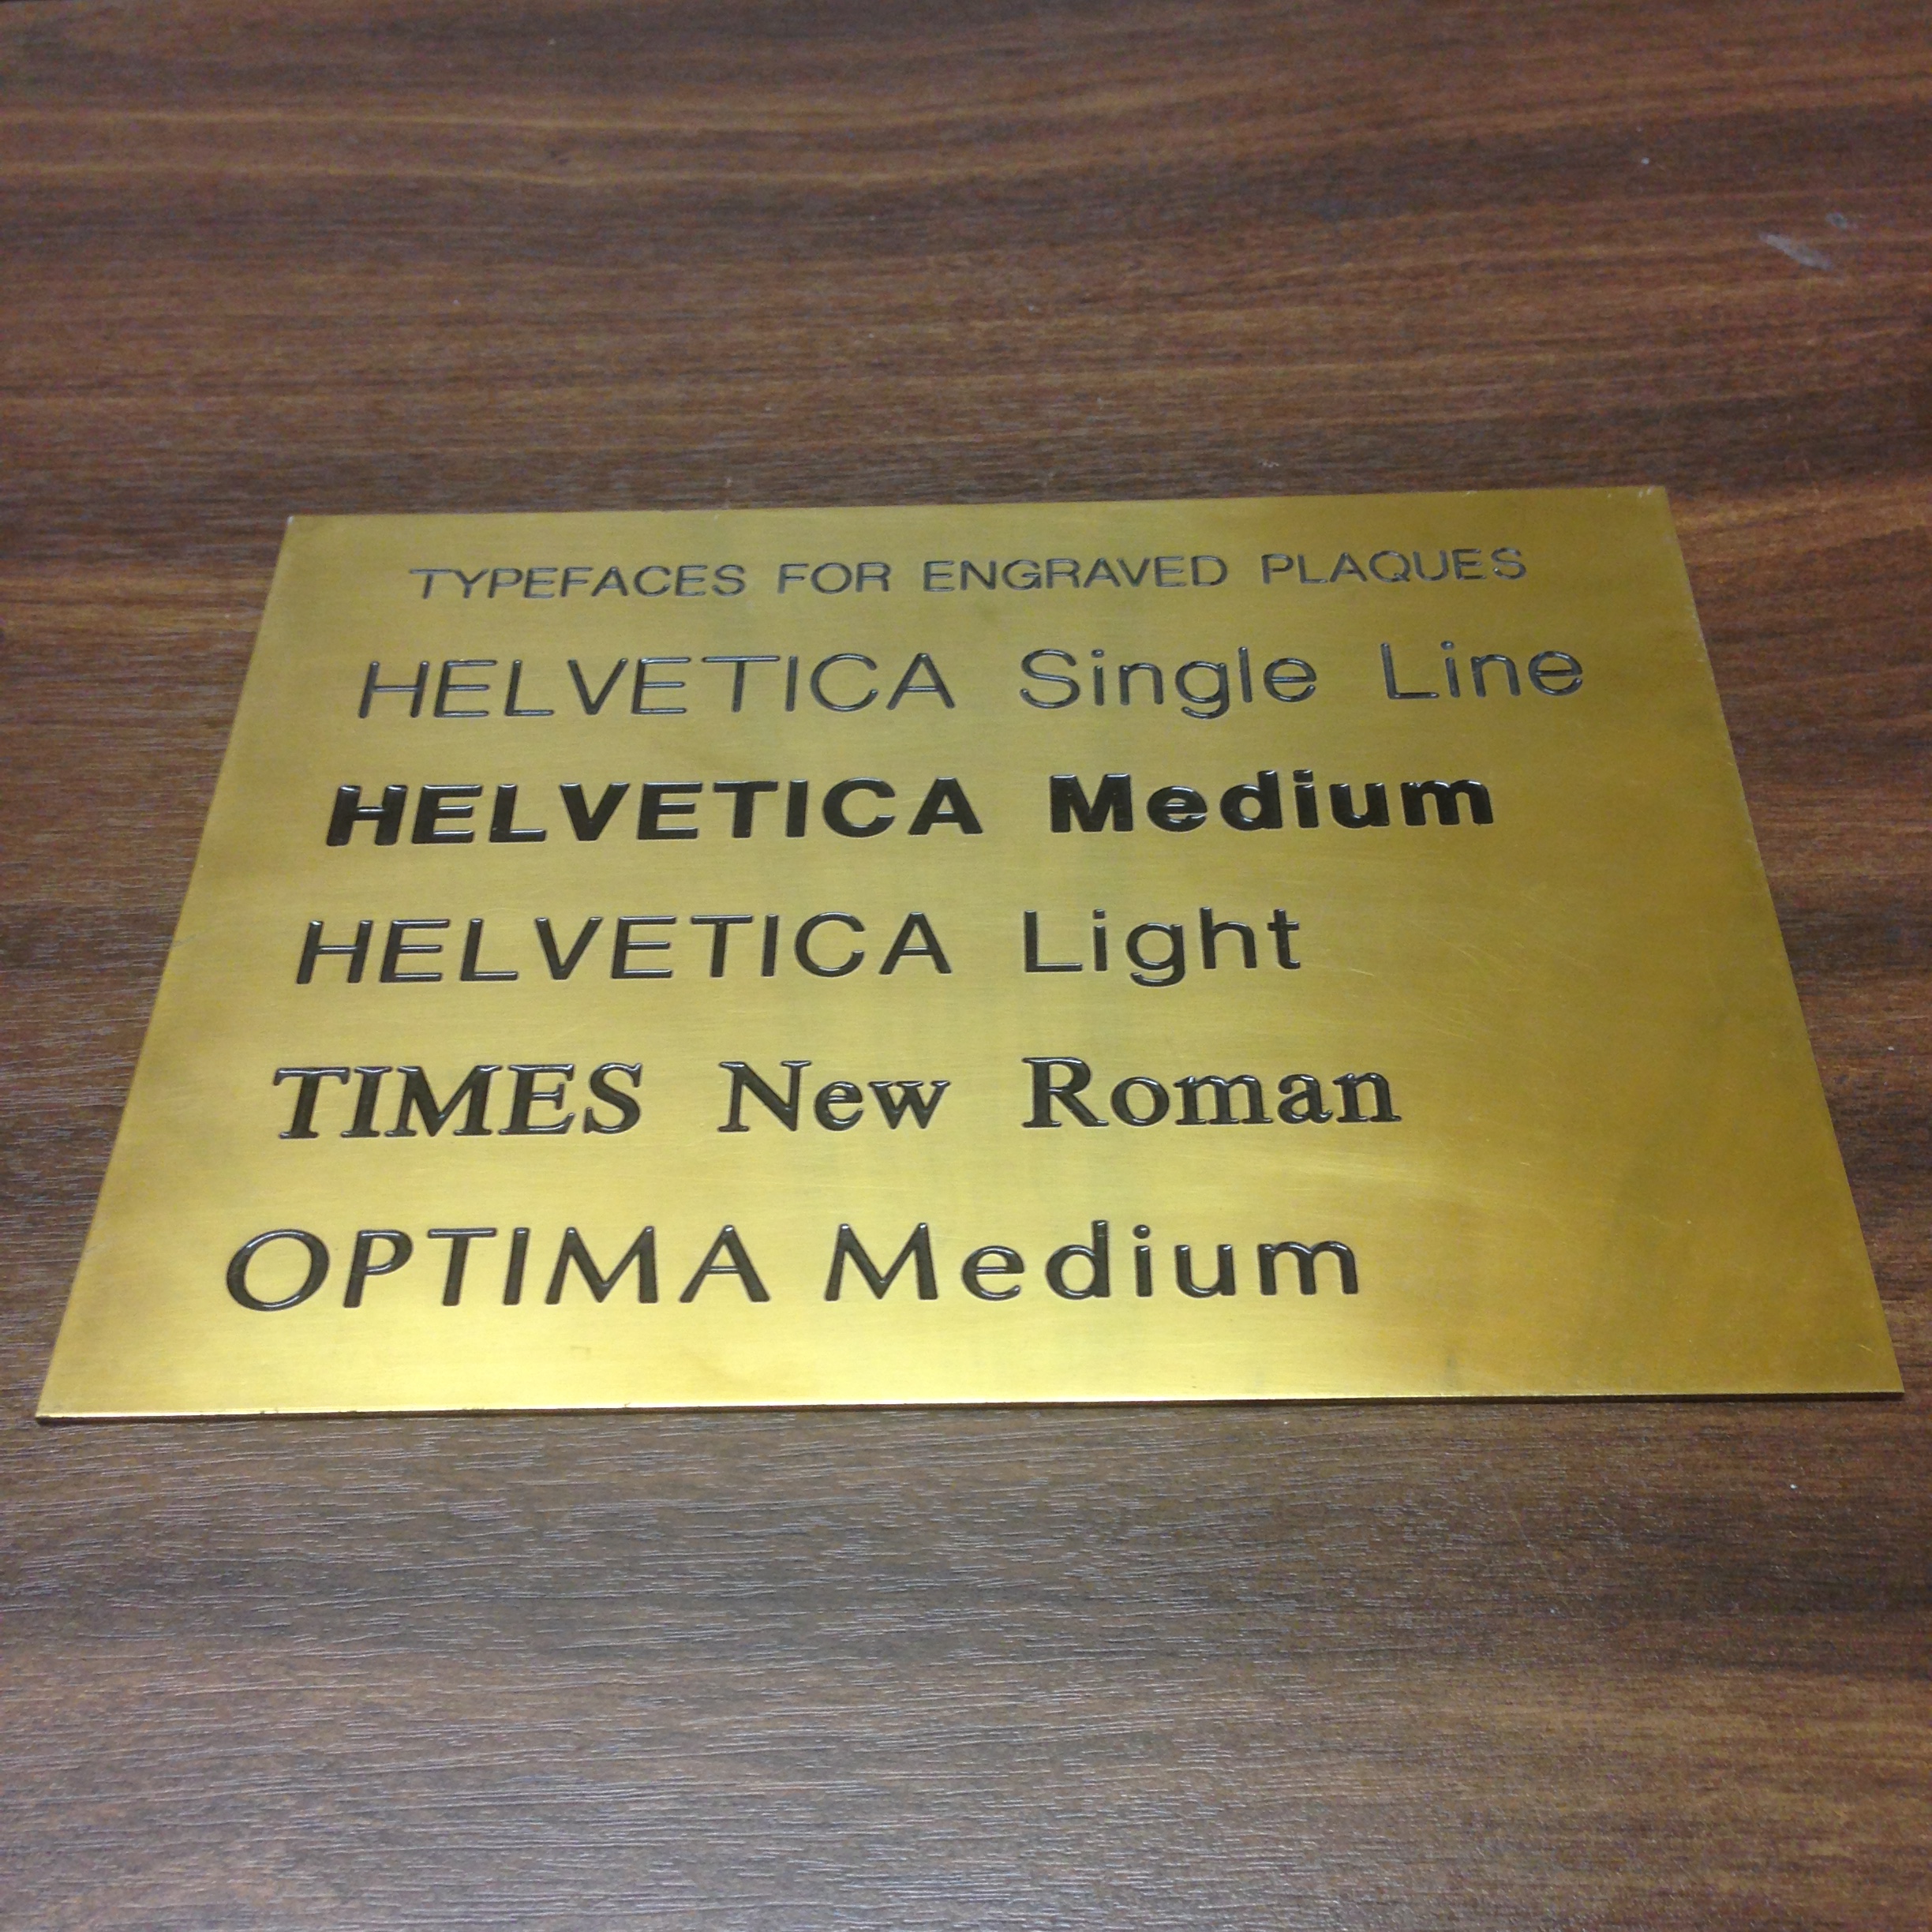 TYPEFACES FOR ENGRAVED PLAQUES
HELVETICA Single Line
HELVETICA Medium
HELVETICA Light
TIMES New Roman
OPTIMA Medium